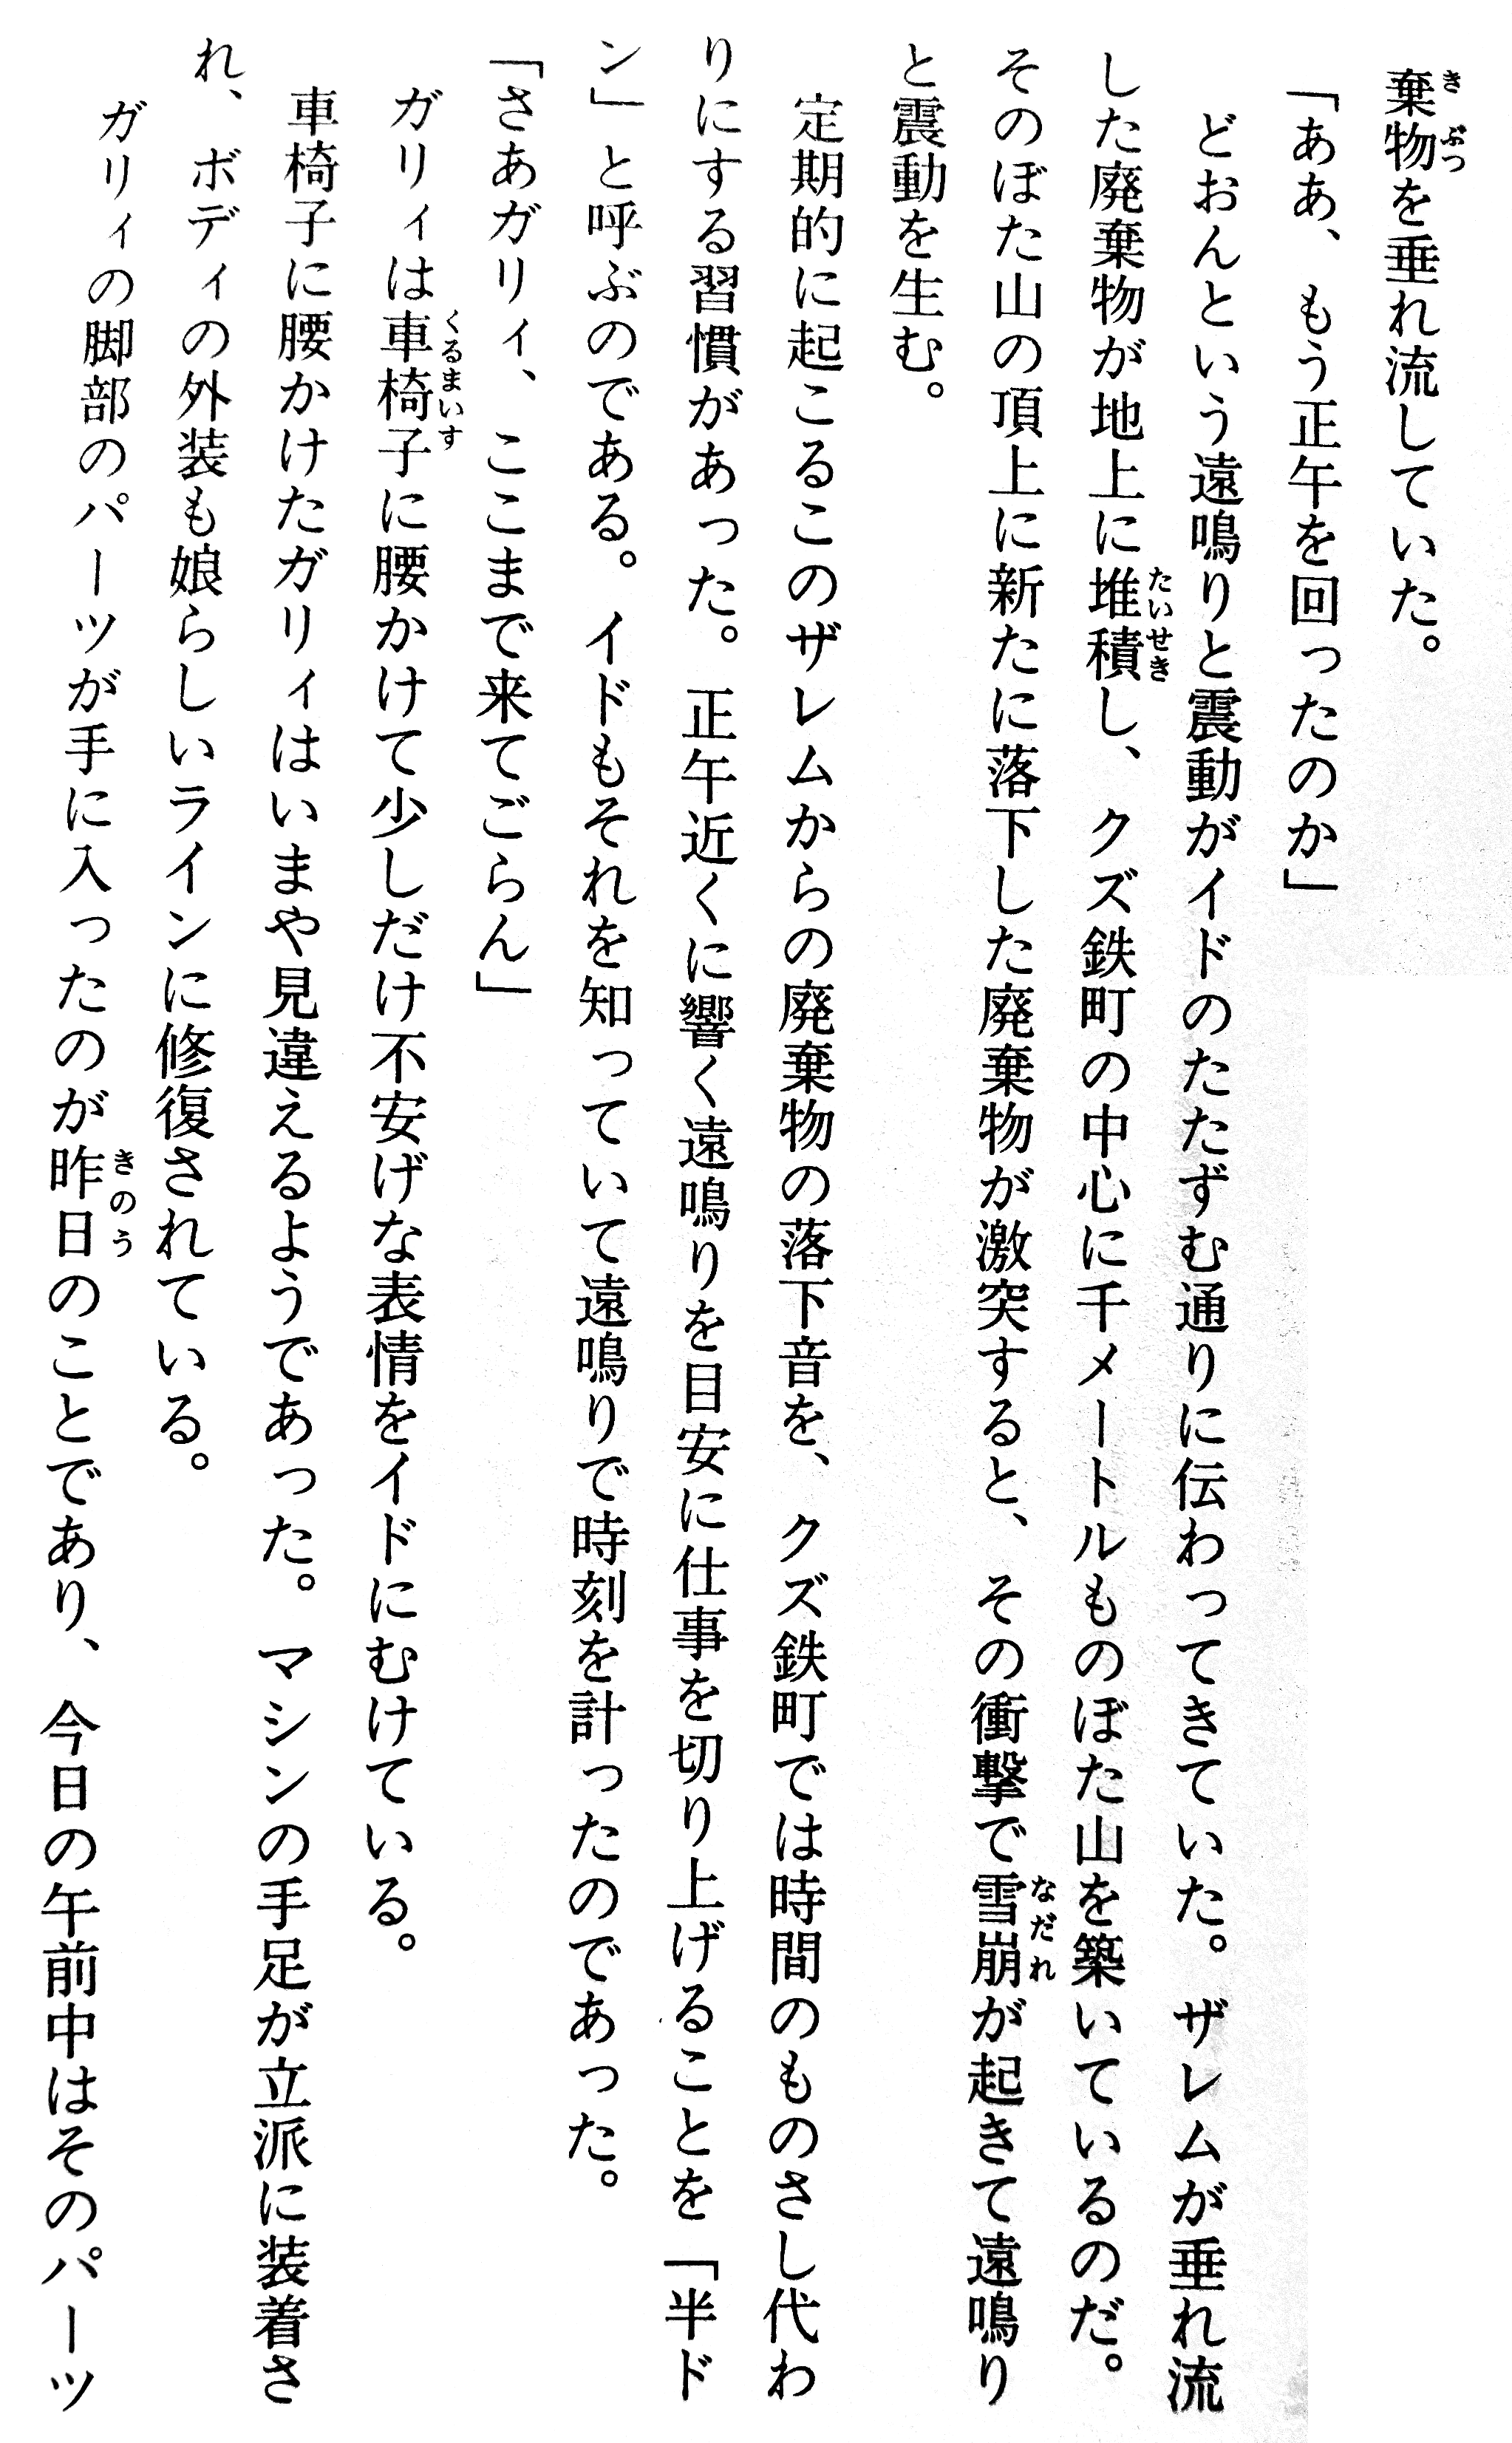 棄物を垂れ流していた。
「ああ、もう正午を回ったのか」
どおんという遠鳴りと震動がイドのたたずむ通りに伝わってきていた。ザレムが垂れ流
した廃棄物が地上に堆積し、クズ鉄町の中心に千メートルものぼた山を築いているのだ。
そのぼた山の頂上に新たに落下した廃棄物が激突すると、その衝撃で雪崩が起きて遠鳴り
と震動を生む。
定期的に起こるこのザレムからの廃棄物の落下音を、クズ鉄町では時間のものさし代わ
りにする習慣があった。正午近くに響く遠鳴りを目安に仕事を切り上げることを「半ド
ン」と呼ぶのである。イドもそれを知っていて遠鳴りで時刻を計ったのであった。
「さあガリィ、ここまで来てごらん」
ガリィは車椅子に腰かけて少しだけ不安げな表情をイドにむけている。
車椅子に腰かけたガリィはいまや見違えるようであった。マシンの手足が立派に装着さ
れ、ボディの外装も娘らしいラインに修復されている。
ガリィの脚部のパーツが手に入ったのが昨日のことであり、今日の午前中はそのパーツ